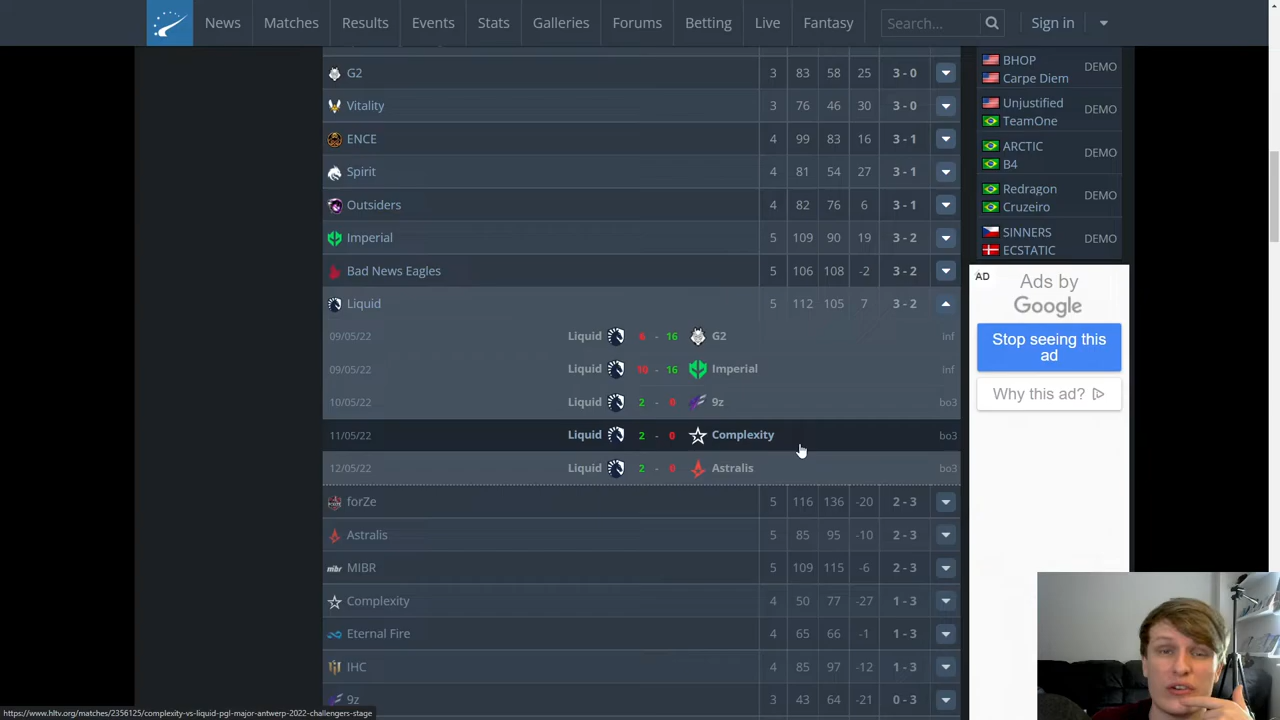 News Matches Results Events Stats Galleries Forums Betting Live Fantasy Search... Sign in
G2 3 83 58 25 3 - 0
Vitality 3 76 46 30 3 - 0
ENCE 4 99 83 16 3 - 1
Spirit 4 81 54 27 3 - 1
Outsiders 4 82 76 6 3 - 1
Imperial 5 109 90 19 3 - 2
Bad News Eagles 5 106 108 -2 3 - 2
Liquid 5 112 105 7 3 - 2
09/05/22 Liquid 6 - 16 G2 inf
09/05/22 Liquid 10 - 16 Imperial inf
10/05/22 Liquid 2 - 0 9z bo3
11/05/22 Liquid 2 - 0 Complexity bo3
12/05/22 Liquid 2 - 0 Astralis bo3
forZe 5 116 136 -20 2 - 3
Astralis 5 85 95 -10 2 - 3
mibr MIBR 5 109 115 -6 2 - 3
Complexity 4 50 77 -27 1 - 3
Eternal Fire 4 65 66 -1 1 - 3
IHC 4 85 97 -12 1 - 3
9z 3 43 64 -21 0 - 3
https://www.hltv.org/matches/2356125/complexity-vs-liquid-pgl-major-antwerp-2022-challengers-stage
BHOP
Carpe Diem
DEMO
Unjustified
TeamOne
DEMO
ARCTIC
B4
DEMO
Redragon
Cruzeiro
DEMO
SINNERS
ECSTATIC
DEMO
AD
Ads by
Google
Stop seeing this
ad
Why this ad?